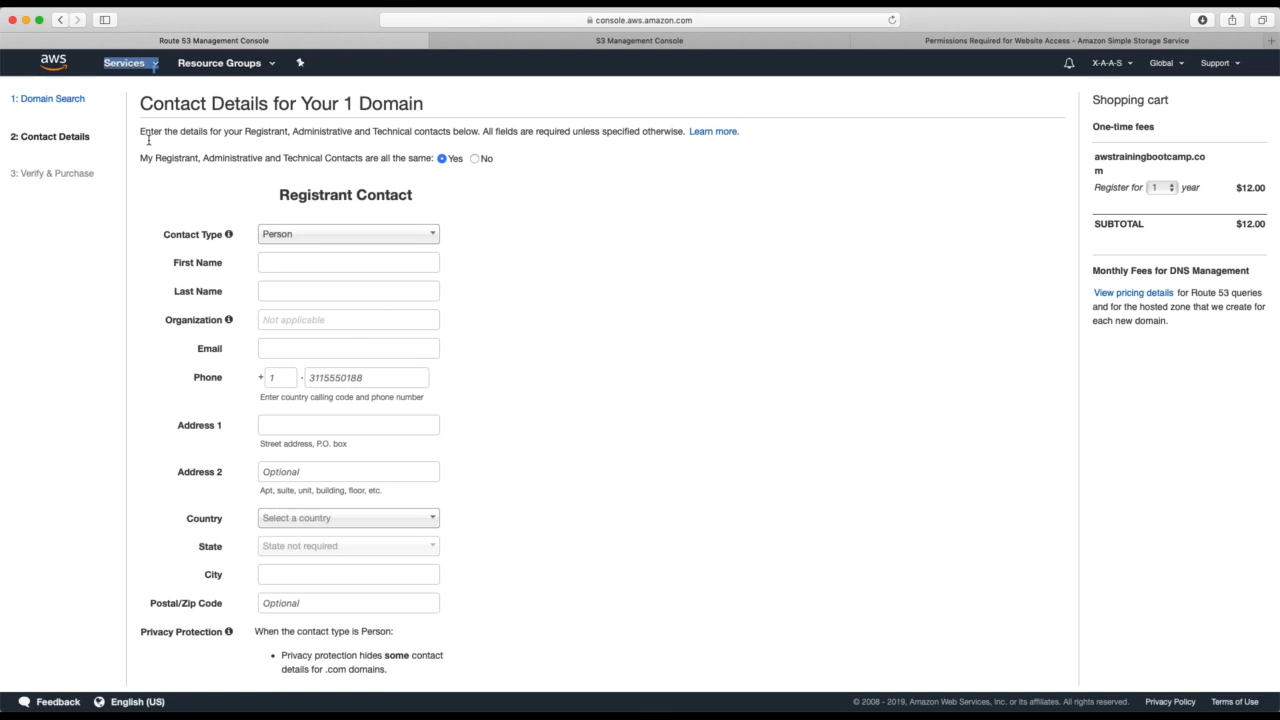 console.aws.amazon.com
Route 53 Management Console
S3 Management Console
Permissions Required for Website Access - Amazon Simple Storage Service
aws
Services
Resource Groups
X-A-A-S
Global
Support
1: Domain Search
2: Contact Details
3: Verify & Purchase
Contact Details for Your 1 Domain
Enter the details for your Registrant, Administrative and Technical contacts below. All fields are required unless specified otherwise. Learn more.
My Registrant, Administrative and Technical Contacts are all the same: Yes No
Registrant Contact
Contact Type Person
First Name
Last Name
Organization Not applicable
Email
Phone + 1 . 3115550188
Enter country calling code and phone number
Address 1
Street address, P.O. box
Address 2 Optional
Apt, suite, unit, building, floor, etc.
Country Select a country
State State not required
City
Postal/Zip Code Optional
Privacy Protection When the contact type is Person:
• Privacy protection hides some contact
details for .com domains.
Shopping cart
One-time fees
awstrainingbootcamp.co
m
Register for 1 year $12.00
SUBTOTAL $12.00
Monthly Fees for DNS Management
View pricing details for Route 53 queries
and for the hosted zone that we create for
each new domain.
Feedback
English (US)
© 2008 - 2019, Amazon Web Services, Inc. or its affiliates. All rights reserved.
Privacy Policy
Terms of Use